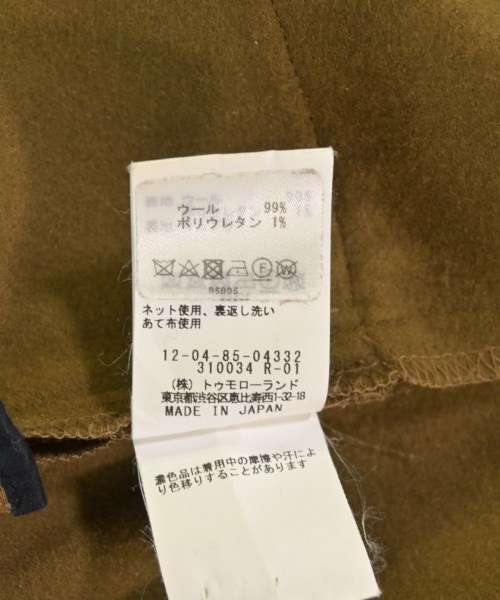 ウール 99%
ポリウレタン 1%
F W
06006
ネット使用、裏返し洗い
あて布使用
12-04-85-04332
310034 R-01
(株) トゥモローランド
東京都渋谷区恵比寿西1-32-18
MADE IN JAPAN
濃色品は着用中の摩擦や汗によ
り色移りすることがあります